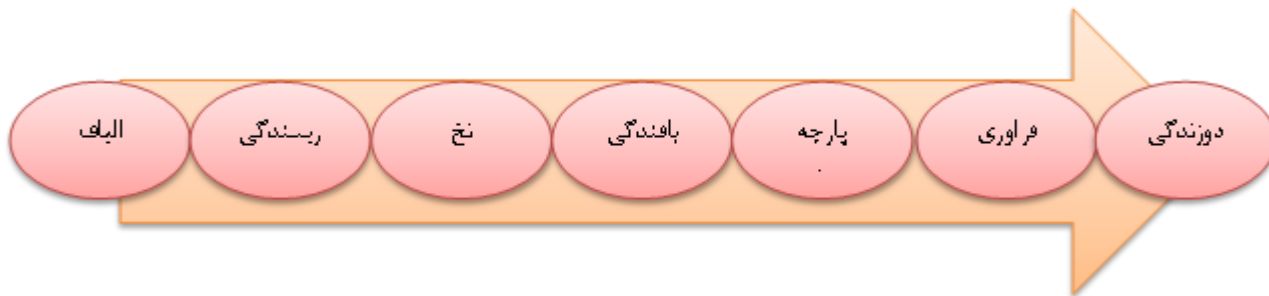 الیاف
ریسندگی
نخ
بافندگی
پارچه
.
فراوری
دوزندگی